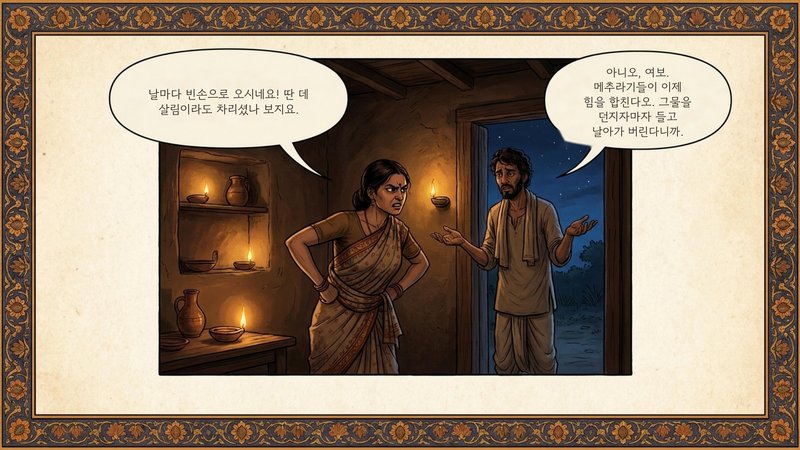 날마다 빈손으로 오시네요! 딴 데
살림이라도 차리셨나 보지요.
아니오, 여보.
메추라기들이 이제
힘을 합친다오. 그물을
던지자마자 들고
날아가 버린다니까.